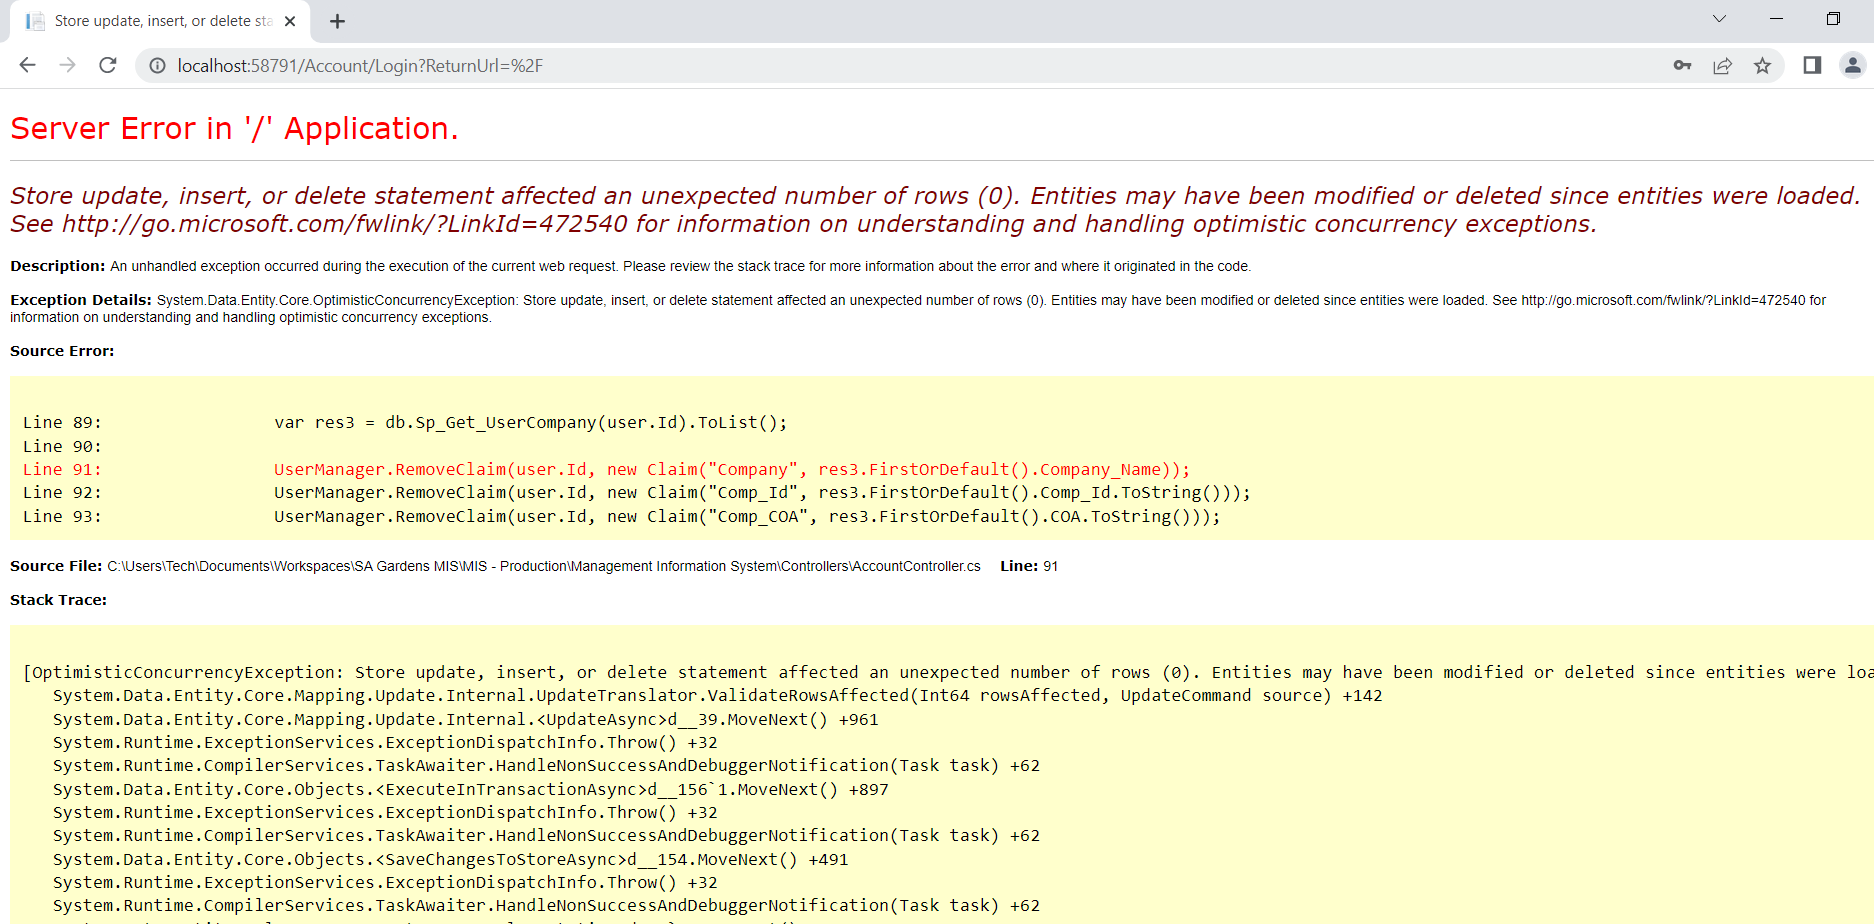 Store update, insert, or delete sta
localhost:58791/Account/Login?ReturnUrl=%2F
Server Error in '/' Application.
Store update, insert, or delete statement affected an unexpected number of rows (0). Entities may have been modified or deleted since entities were loaded.
See http://go.microsoft.com/fwlink/?LinkId=472540 for information on understanding and handling optimistic concurrency exceptions.
Description: An unhandled exception occurred during the execution of the current web request. Please review the stack trace for more information about the error and where it originated in the code.
Exception Details: System.Data.Entity.Core.OptimisticConcurrencyException: Store update, insert, or delete statement affected an unexpected number of rows (0). Entities may have been modified or deleted since entities were loaded. See http://go.microsoft.com/fwlink/?LinkId=472540 for
information on understanding and handling optimistic concurrency exceptions.
Source Error:
Line 89:                 var res3 = db.Sp_Get_UserCompany(user.Id).ToList();
Line 90:
Line 91:                 UserManager.RemoveClaim(user.Id, new Claim("Company", res3.FirstOrDefault().Company_Name));
Line 92:                 UserManager.RemoveClaim(user.Id, new Claim("Comp_Id", res3.FirstOrDefault().Comp_Id.ToString()));
Line 93:                 UserManager.RemoveClaim(user.Id, new Claim("Comp_COA", res3.FirstOrDefault().COA.ToString()));
Source File: C:\Users\Tech\Documents\Workspaces\SA Gardens MIS\MIS - Production\Management Information System\Controllers\AccountController.cs    Line: 91
Stack Trace:
[OptimisticConcurrencyException: Store update, insert, or delete statement affected an unexpected number of rows (0). Entities may have been modified or deleted since entities were loa
   System.Data.Entity.Core.Mapping.Update.Internal.UpdateTranslator.ValidateRowsAffected(Int64 rowsAffected, UpdateCommand source) +142
   System.Data.Entity.Core.Mapping.Update.Internal.<UpdateAsync>d__39.MoveNext() +961
   System.Runtime.ExceptionServices.ExceptionDispatchInfo.Throw() +32
   System.Runtime.CompilerServices.TaskAwaiter.HandleNonSuccessAndDebuggerNotification(Task task) +62
   System.Data.Entity.Core.Objects.<ExecuteInTransactionAsync>d__156`1.MoveNext() +897
   System.Runtime.ExceptionServices.ExceptionDispatchInfo.Throw() +32
   System.Runtime.CompilerServices.TaskAwaiter.HandleNonSuccessAndDebuggerNotification(Task task) +62
   System.Data.Entity.Core.Objects.<SaveChangesToStoreAsync>d__154.MoveNext() +491
   System.Runtime.ExceptionServices.ExceptionDispatchInfo.Throw() +32
   System.Runtime.CompilerServices.TaskAwaiter.HandleNonSuccessAndDebuggerNotification(Task task) +62